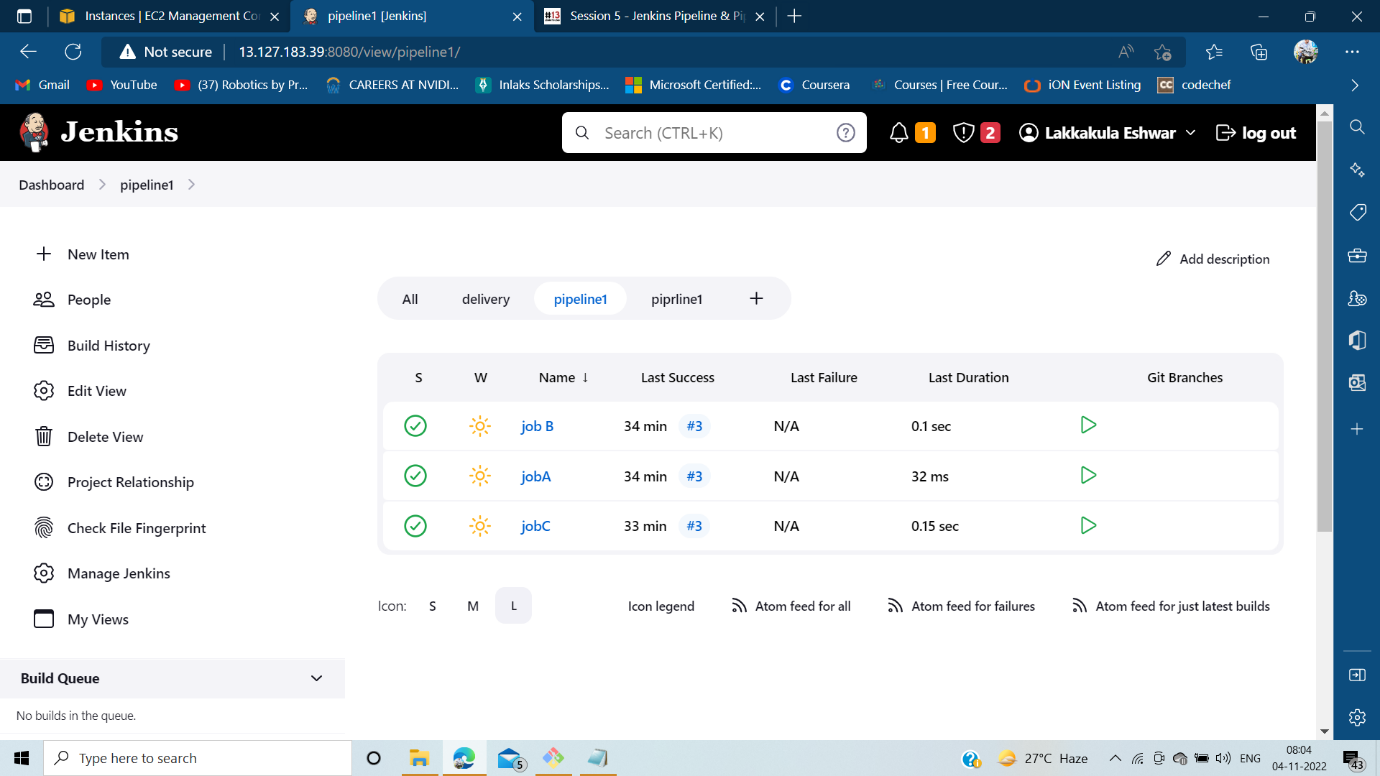 Instances | EC2 Management Co
pipeline1 [Jenkins]
#13 Session 5 - Jenkins Pipeline & Pi
Not secure 13.127.183.39:8080/view/pipeline1/
Gmail YouTube (37) Robotics by Pr... CAREERS AT NVIDI... Inlaks Scholarships... Microsoft Certified:... Coursera Courses | Free Cour... iON Event Listing CC codechef
Jenkins Search (CTRL+K) ? 1 2 Lakkakula Eshwar log out
Dashboard pipeline1
New Item
People
Build History
Edit View
Delete View
Project Relationship
Check File Fingerprint
Manage Jenkins
My Views
Build Queue
No builds in the queue.
Add description
All delivery pipeline1 piprline1 +
S W Name ↓ Last Success Last Failure Last Duration Git Branches
job B 34 min #3 N/A 0.1 sec
jobA 34 min #3 N/A 32 ms
jobC 33 min #3 N/A 0.15 sec
Icon: S M L Icon legend Atom feed for all Atom feed for failures Atom feed for just latest builds
Type here to search 5 27°C Haze ENG 08:04
04-11-2022 43